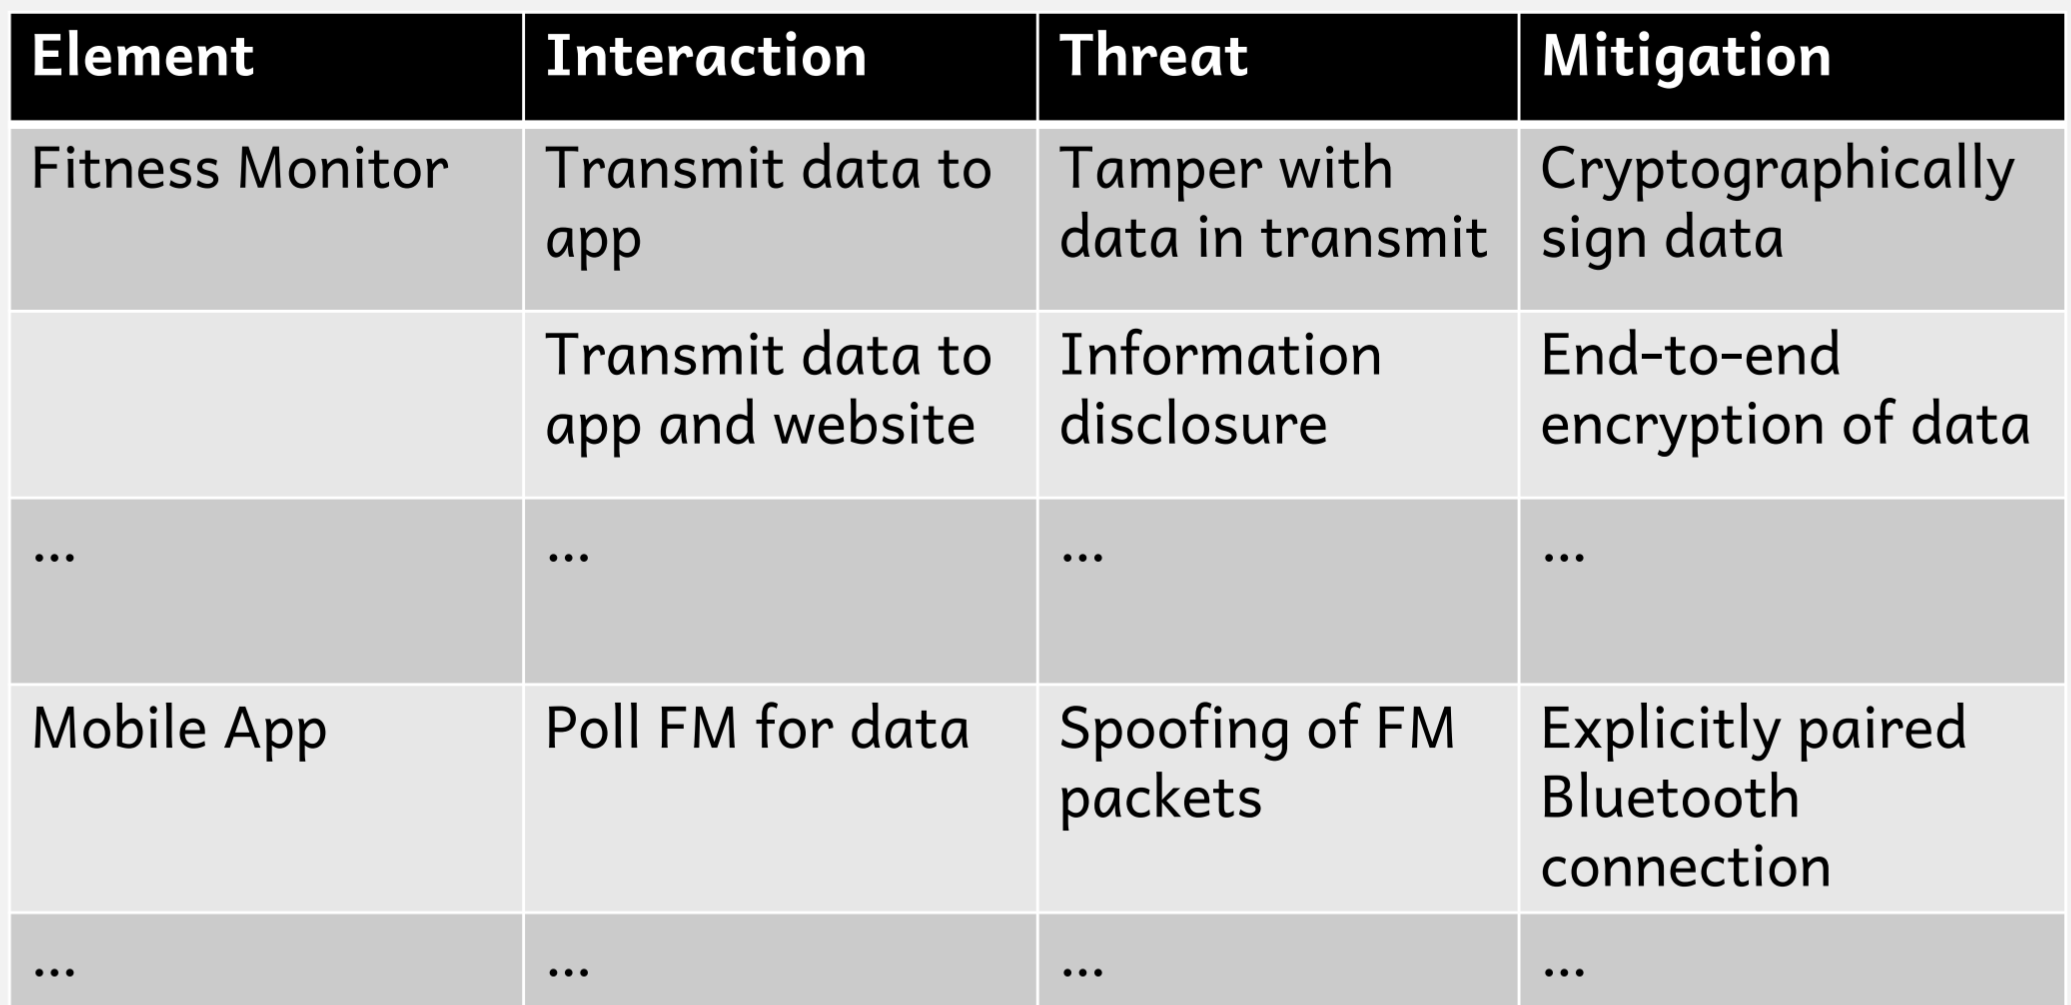 Element Interaction Threat Mitigation
Fitness Monitor Transmit data to Tamper with Cryptographically
app data in transmit sign data
Transmit data to Information End-to-end
app and website disclosure encryption of data
... ... ... ...
Mobile App Poll FM for data Spoofing of FM Explicitly paired
packets Bluetooth
connection
... ... ... ...